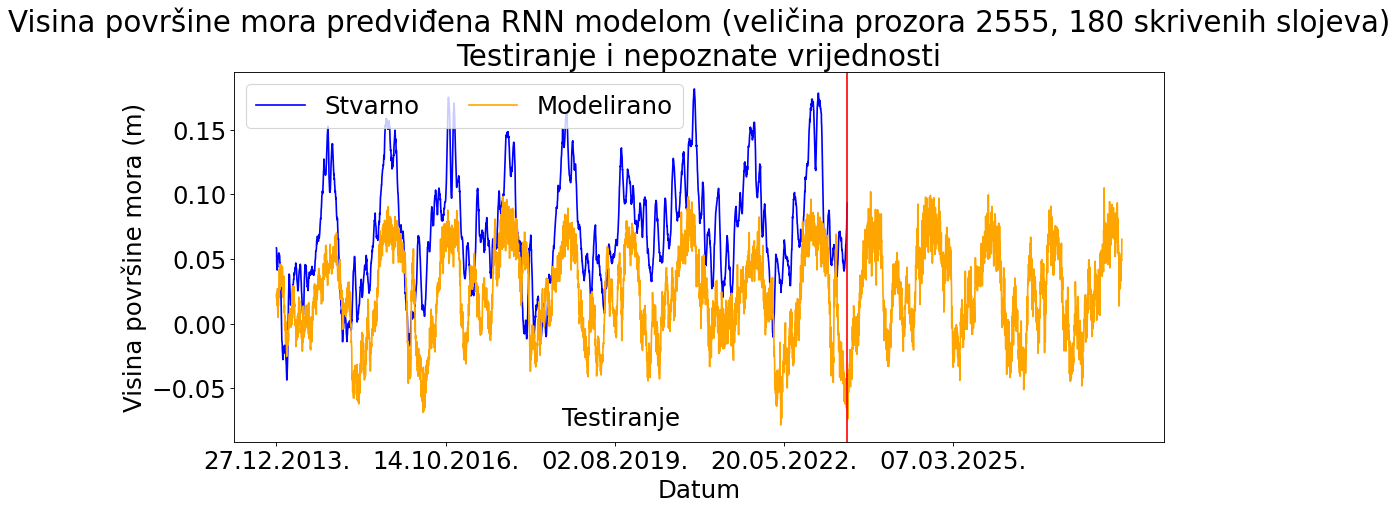 Visina površine mora predviđena RNN modelom (veličina prozora 2555, 180 skrivenih slojeva)
Testiranje i nepoznate vrijednosti
Stvarno
Modelirano
Visina površine mora (m)
0.15
0.10
0.05
0.00
−0.05
Testiranje
27.12.2013.
14.10.2016.
02.08.2019.
20.05.2022.
07.03.2025.
Datum